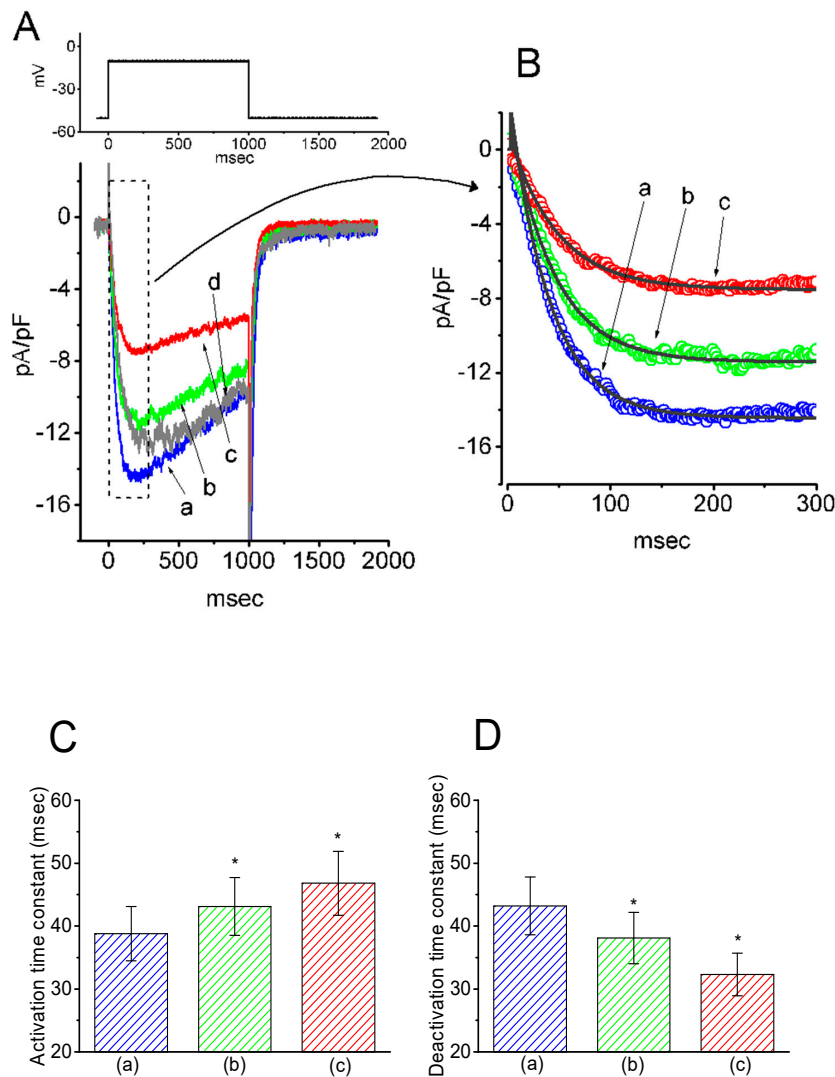 A
0
-30
-60
mV
0 500 1000 1500 2000
msec
0
-4
-8
-12
-16
pA/pF
d
c
b
a
0 500 1000 1500 2000
msec
B
0
-4
-8
-12
-16
pA/pF
a
b
c
0 100 200 300
msec
C
60
50
40
30
20
Activation time constant (msec)
* *
(a) (b) (c)
D
60
50
40
30
20
Deactivation time constant (msec)
* *
(a) (b) (c)